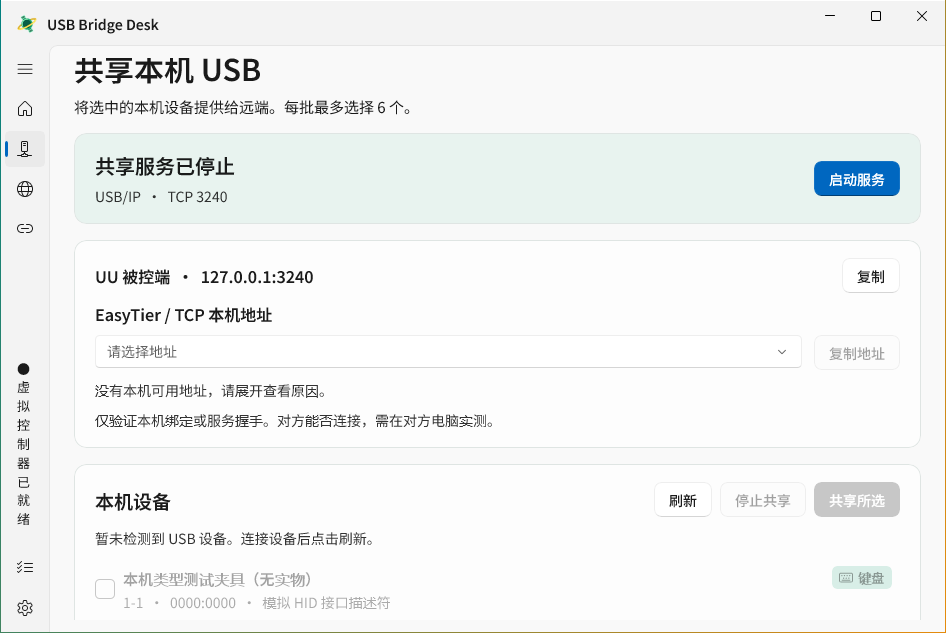 USB Bridge Desk
共享本机 USB
将选中的本机设备提供给远端。每批最多选择 6 个。
共享服务已停止
USB/IP • TCP 3240
启动服务
UU 被控端 • 127.0.0.1:3240
复制
EasyTier / TCP 本机地址
请选择地址
复制地址
没有本机可用地址，请展开查看原因。
仅验证本机绑定或服务握手。对方能否连接，需在对方电脑实测。
虚拟控制器已就绪
本机设备
刷新
停止共享
共享所选
暂未检测到 USB 设备。连接设备后点击刷新。
本机类型测试夹具（无实物）
键盘
1-1 • 0000:0000 • 模拟 HID 接口描述符